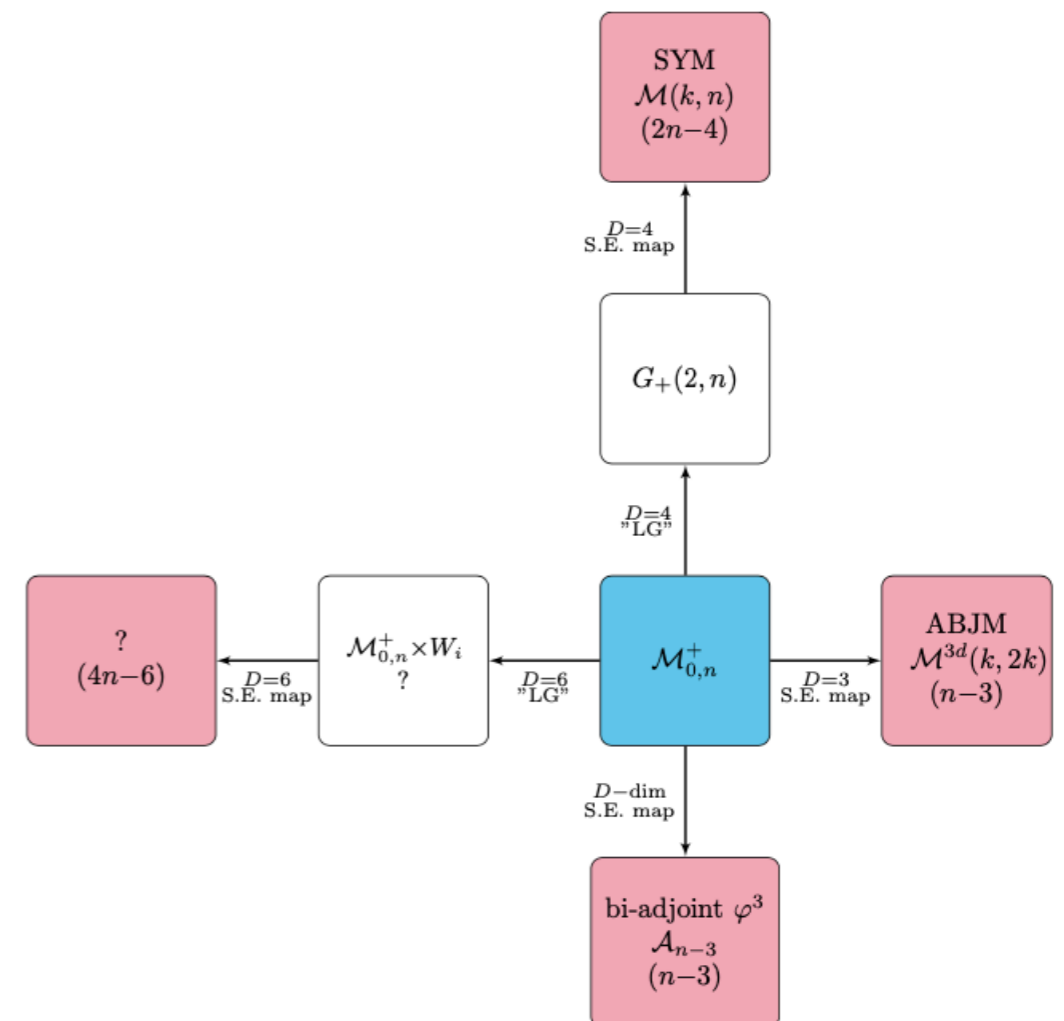 SYM
ℳ(k, n)
(2n−4)
D=4
S.E. map
G₊(2, n)
D=4
"LG"
?
(4n−6)
D=6
S.E. map
ℳ⁺₀,ₙ×Wᵢ
?
D=6
"LG"
ℳ⁺₀,ₙ
D=3
S.E. map
ABJM
ℳ³ᵈ(k, 2k)
(n−3)
D−dim
S.E. map
bi-adjoint φ³
𝒜ₙ₋₃
(n−3)